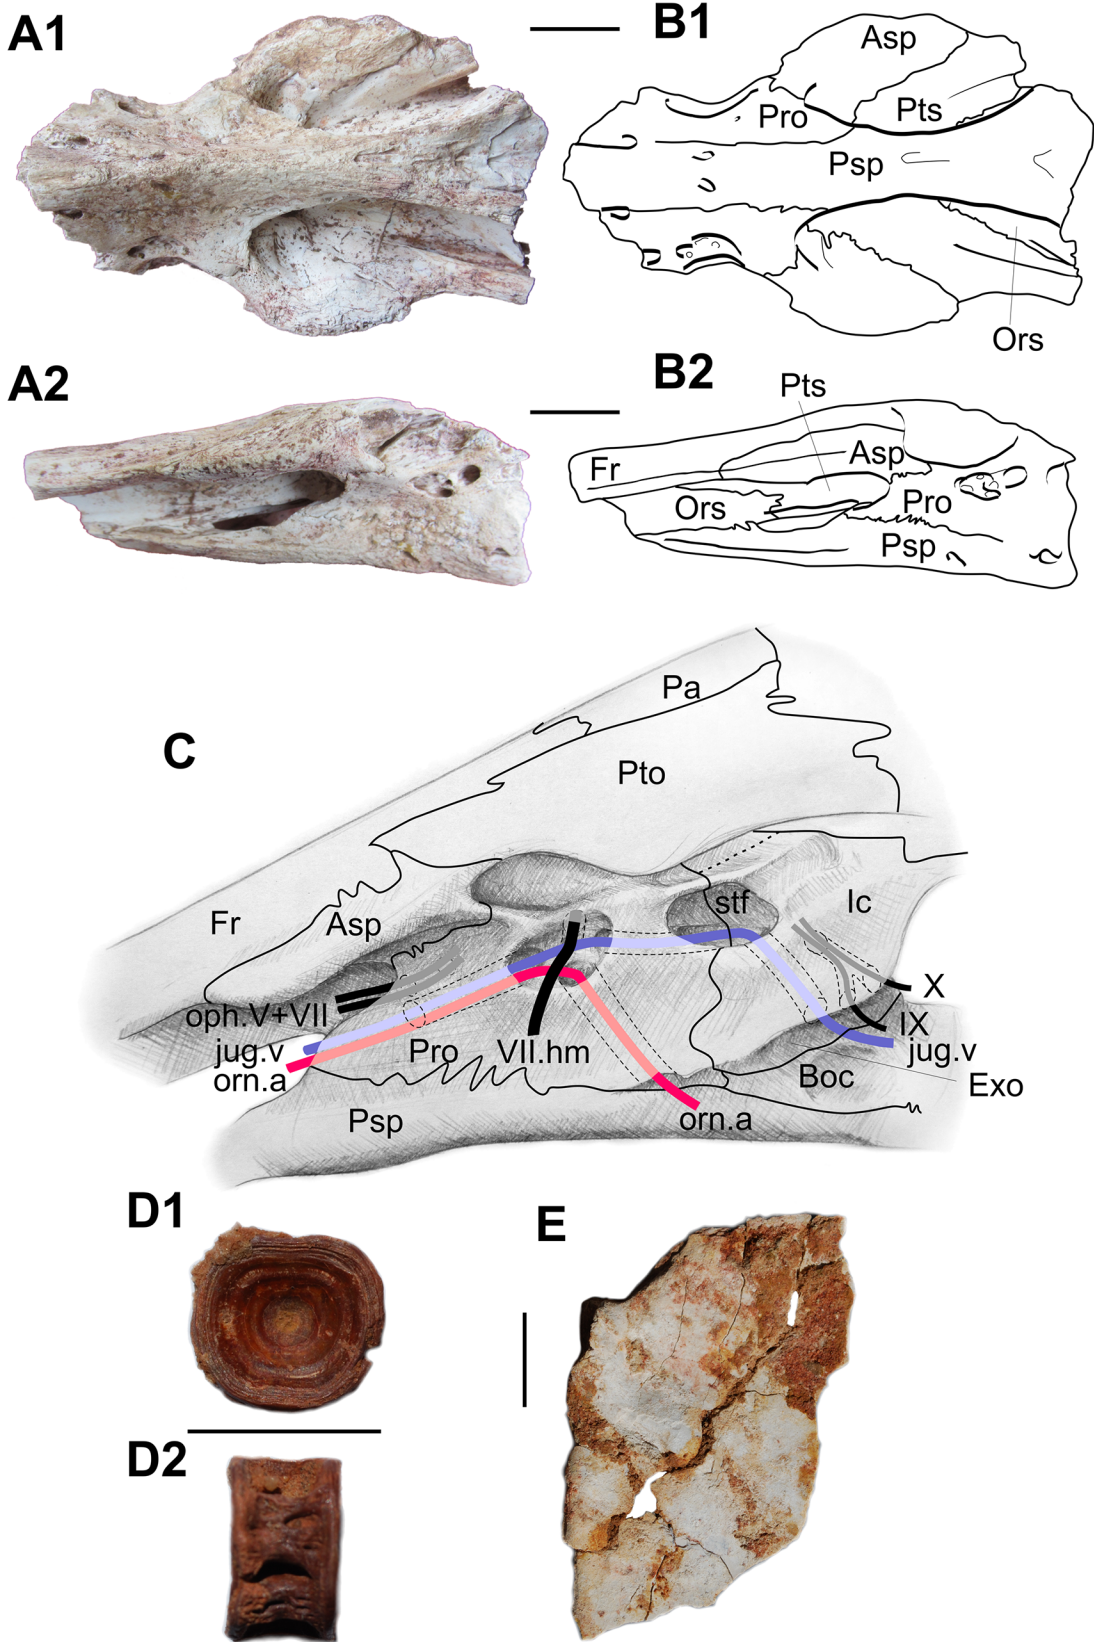 A1
B1
Asp
Pro
Pts
Psp
Ors
A2
B2
Pts
Fr
Asp
Ors
Pro
Psp
C
Pa
Pto
Fr
Asp
stf
Ic
oph.V+VII
X
IX
jug.v
Pro
VII.hm
jug.v
orn.a
Boc
Exo
Psp
orn.a
D1
E
D2